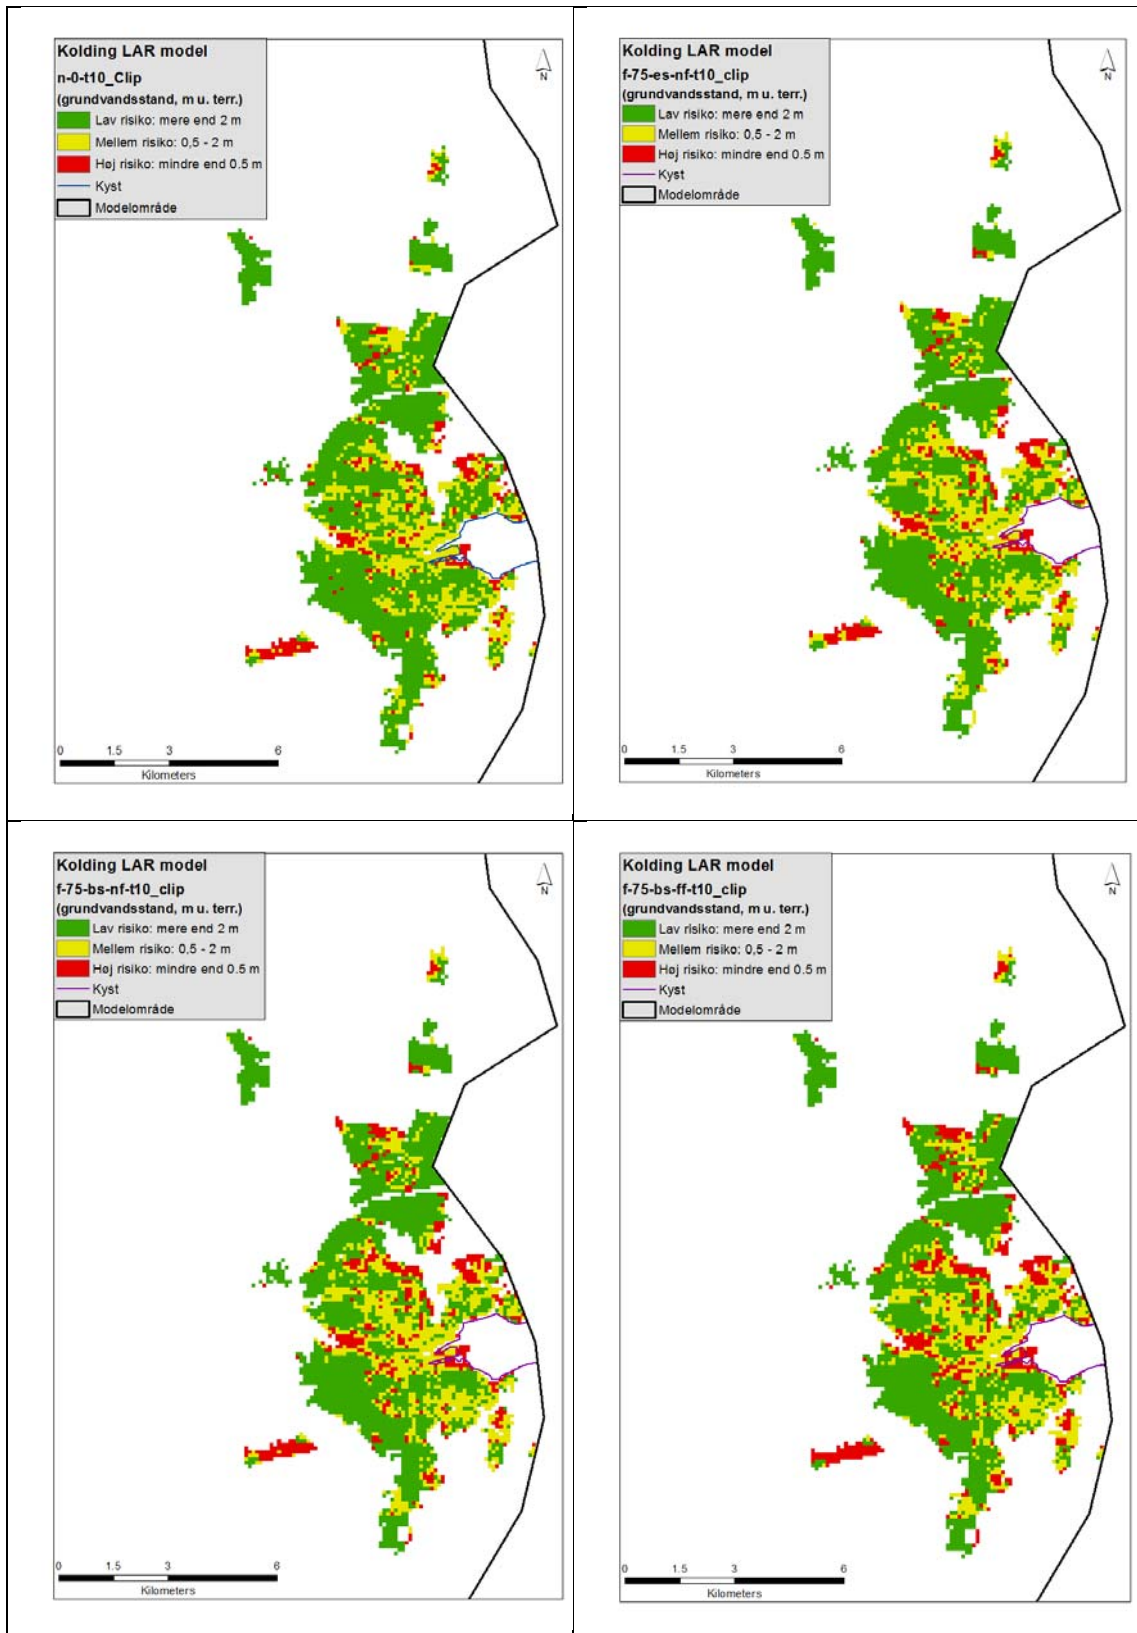 Kolding LAR model
n-0-t10_Clip
(grundvandsstand, m u. terr.)
Lav risiko: mere end 2 m
Mellem risiko: 0,5 - 2 m
Høj risiko: mindre end 0.5 m
Kyst
Modelområde
N
0 1.5 3 6
Kilometers
Kolding LAR model
f-75-es-nf-t10_clip
(grundvandsstand, m u. terr.)
Lav risiko: mere end 2 m
Mellem risiko: 0,5 - 2 m
Høj risiko: mindre end 0.5 m
Kyst
Modelområde
N
0 1.5 3 6
Kilometers
Kolding LAR model
f-75-bs-nf-t10_clip
(grundvandsstand, m u. terr.)
Lav risiko: mere end 2 m
Mellem risiko: 0,5 - 2 m
Høj risiko: mindre end 0.5 m
Kyst
Modelområde
N
0 1.5 3 6
Kilometers
Kolding LAR model
f-75-bs-ff-t10_clip
(grundvandsstand, m u. terr.)
Lav risiko: mere end 2 m
Mellem risiko: 0,5 - 2 m
Høj risiko: mindre end 0.5 m
Kyst
Modelområde
N
0 1.5 3 6
Kilometers